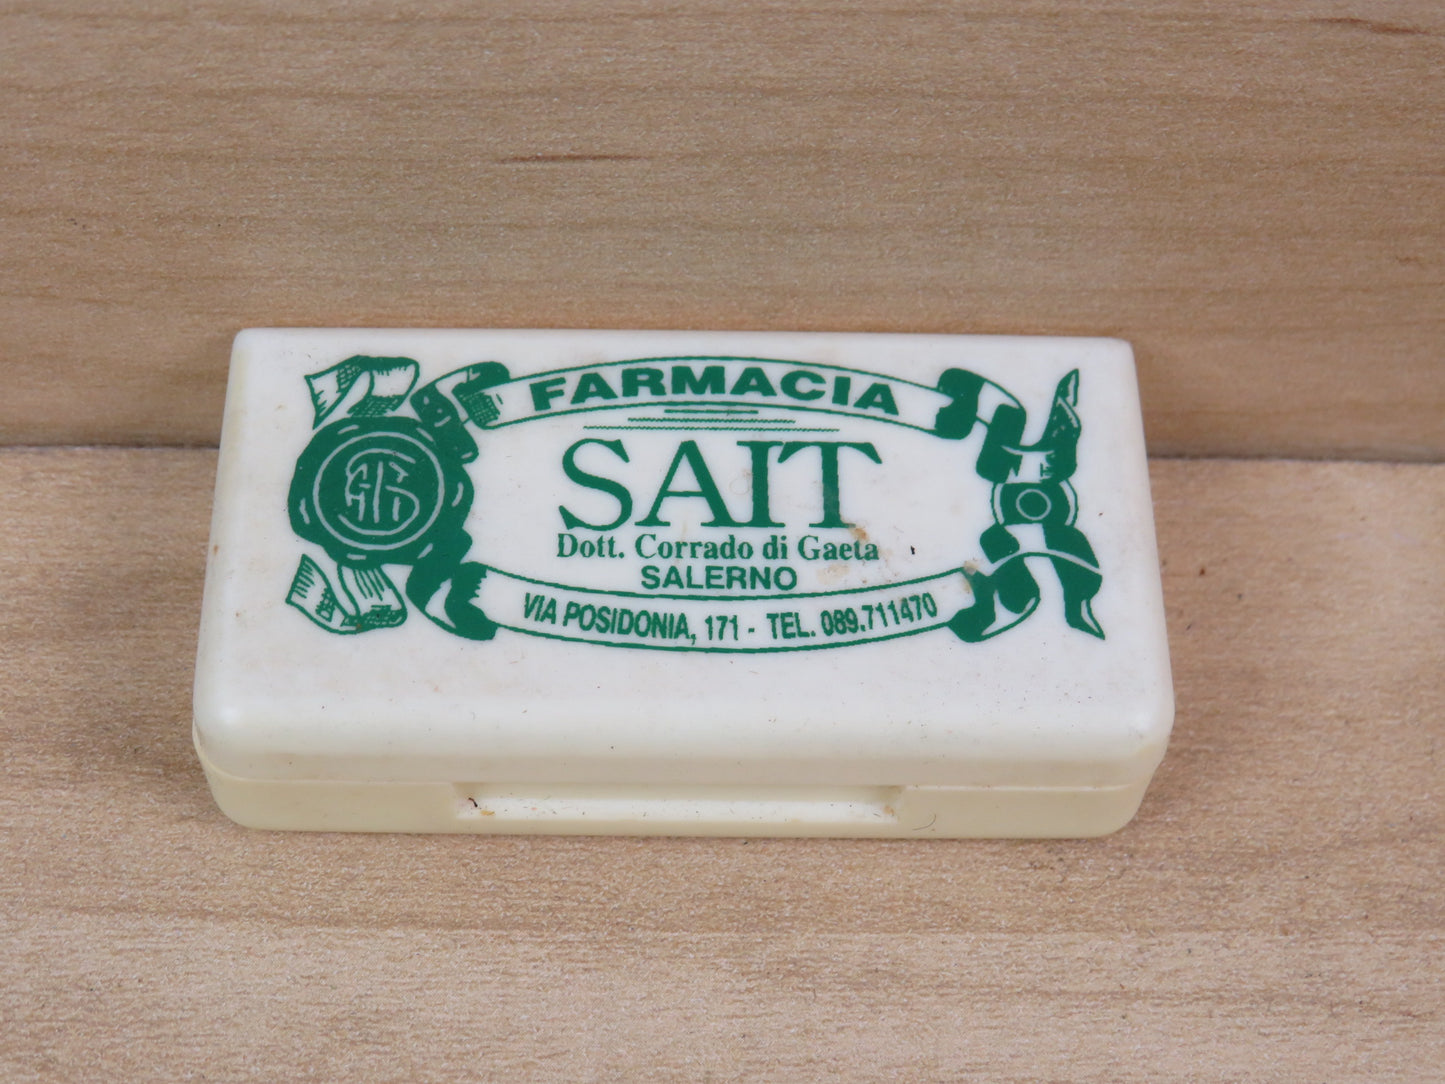 FARMACIA
SAIT
Dott. Corrado di Gaeta
SALERNO
VIA POSIDONIA, 171 - TEL. 089.711470